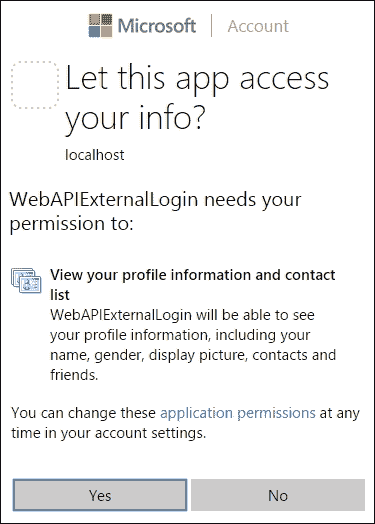 Microsoft | Account
Let this app access
your info?
localhost
WebAPIExternalLogin needs your
permission to:
View your profile information and contact
list
WebAPIExternalLogin will be able to see
your profile information, including your
name, gender, display picture, contacts and
friends.
You can change these application permissions at any
time in your account settings.
Yes No